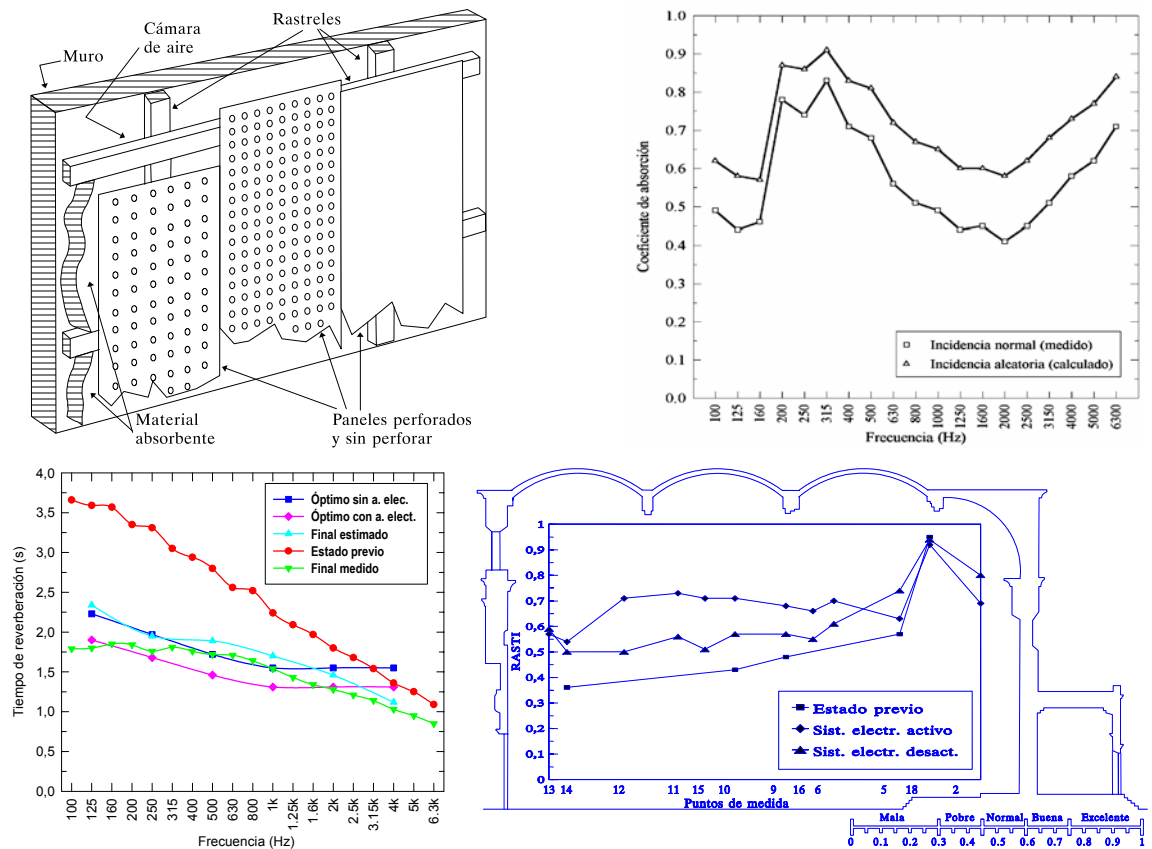 Rastreles
Cámara
de aire
Muro
Material
absorbente
Paneles perforados
y sin perforar
1.0
0.9
0.8
0.7
0.6
0.5
0.4
0.3
0.2
0.1
0.0
Coeficiente de absorción
Incidencia normal (medido)
Incidencia aleatoria (calculado)
100 125 160 200 250 315 400 500 630 800 1000 1250 1600 2000 2500 3150 4000 5000 6300
Frecuencia (Hz)
4,0
3,5
3,0
2,5
2,0
1,5
1,0
0,5
0,0
Tiempo de reverberación (s)
Óptimo sin a. elec.
Óptimo con a. elect.
Final estimado
Estado previo
Final medido
100 125 160 200 250 315 400 500 630 800 1k 1.25k 1.6k 2k 2.5k 3.15k 4k 5k 6.3k
Frecuencia (Hz)
1
0,9
0,8
0,7
0,6
0,5
0,4
0,3
0,2
0,1
0
RASTI
Estado previo
Sist. electr. activo
Sist. electr. desact.
13 14 12 11 15 10 9 16 6 5 18 2
Puntos de medida
Mala Pobre Normal Buena Excelente
0 0.1 0.2 0.3 0.4 0.5 0.6 0.7 0.8 0.9 1